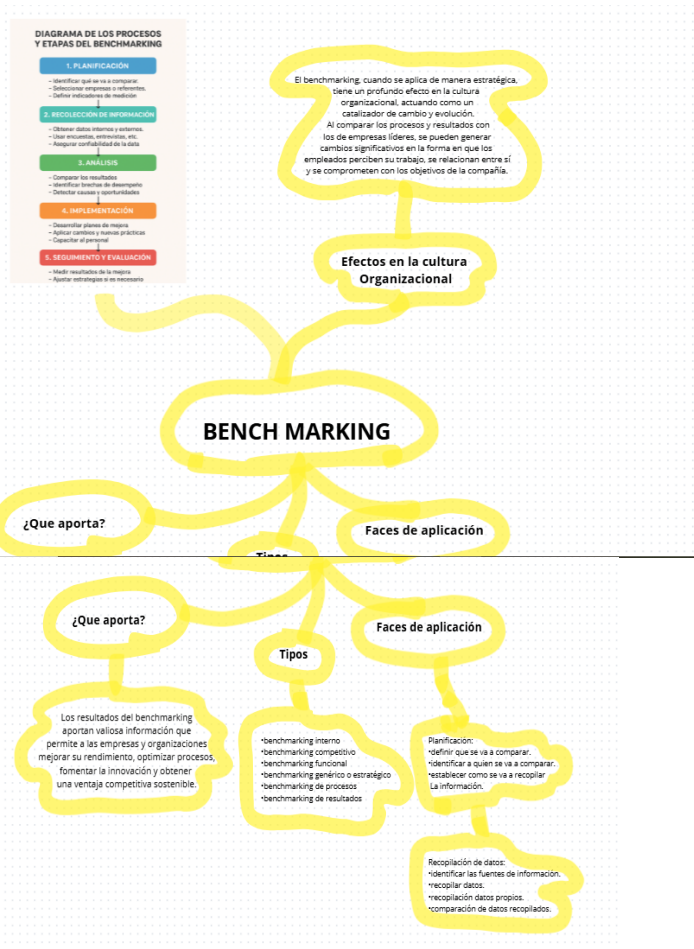 DIAGRAMA DE LOS PROCESOS
Y ETAPAS DEL BENCHMARKING
1. PLANIFICACIÓN
– Identificar qué se va a comparar.
– Seleccionar empresas o referentes.
– Definir indicadores de medición
2. RECOLECCIÓN DE INFORMACIÓN
– Obtener datos internos y externos.
– Usar encuestas, entrevistas, etc.
– Asegurar confiabilidad de la data
3. ANÁLISIS
– Comparar los resultados
– Identificar brechas de desempeño
– Detectar causas y oportunidades
4. IMPLEMENTACIÓN
– Desarrollar planes de mejora
– Aplicar cambios y nuevas prácticas
– Capacitar al personal
5. SEGUIMIENTO Y EVALUACIÓN
– Medir resultados de la mejora
– Ajustar estrategias si es necesario
El benchmarking, cuando se aplica de manera estratégica,
tiene un profundo efecto en la cultura
organizacional, actuando como un
catalizador de cambio y evolución.
Al comparar los procesos y resultados con
los de empresas líderes, se pueden generar
cambios significativos en la forma en que los
empleados perciben su trabajo, se relacionan entre sí
y se comprometen con los objetivos de la compañía.
Efectos en la cultura
Organizacional
BENCH MARKING
¿Que aporta?
Faces de aplicación
Tipos
¿Que aporta?
Tipos
Faces de aplicación
Los resultados del benchmarking
aportan valiosa información que
permite a las empresas y organizaciones
mejorar su rendimiento, optimizar procesos,
fomentar la innovación y obtener
una ventaja competitiva sostenible.
•benchmarking interno
•benchmarking competitivo
•benchmarking funcional
•benchmarking genérico o estratégico
•benchmarking de procesos
•benchmarking de resultados
Planificación:
•definir que se va a comparar.
•identificar a quien se va a comparar.
•establecer como se va a recopilar
La información.
Recopilación de datos:
•identificar las fuentes de información.
•recopilar datos.
•recopilación datos propios.
•comparación de datos recopilados.